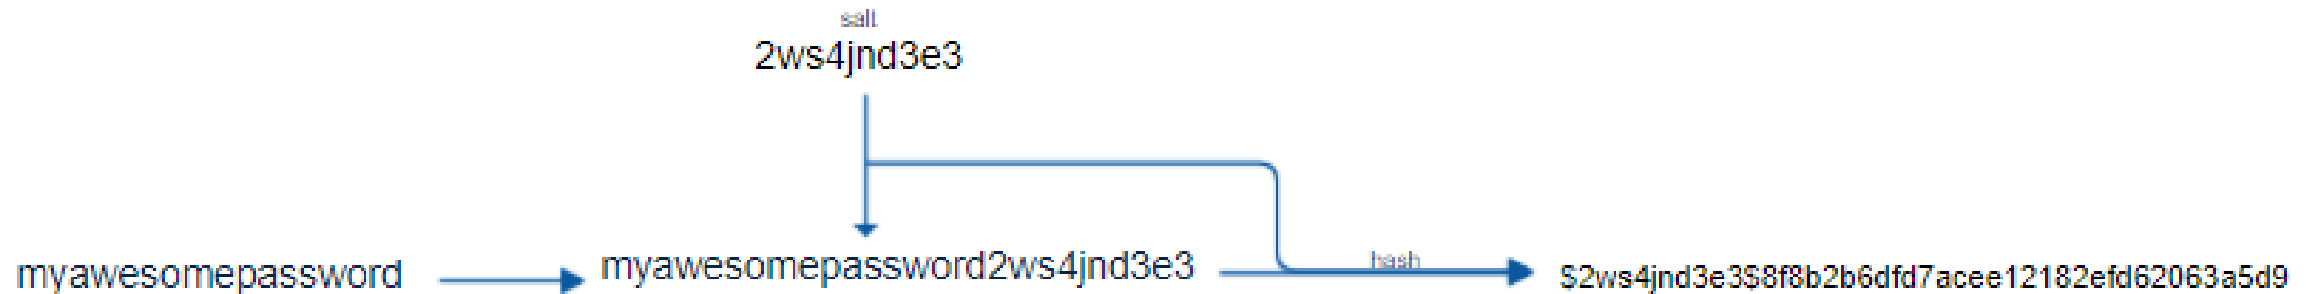 salt
2ws4jnd3e3
myawesomepassword
myawesomepassword2ws4jnd3e3
hash
$2ws4jnd3e3$8f8b2b6dfd7acee12182efd62063a5d9